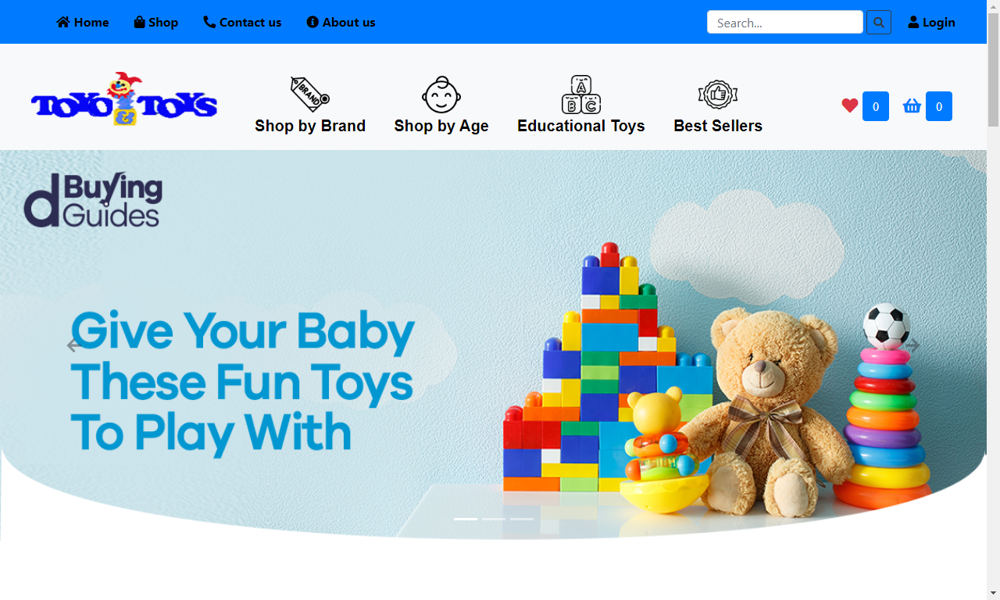 Home Shop Contact us About us Search... Login
TOYO & TOYS
BRAND
A
B C
Shop by Brand Shop by Age Educational Toys Best Sellers
0 0
d Buying
Guides
Give Your Baby
These Fun Toys
To Play With